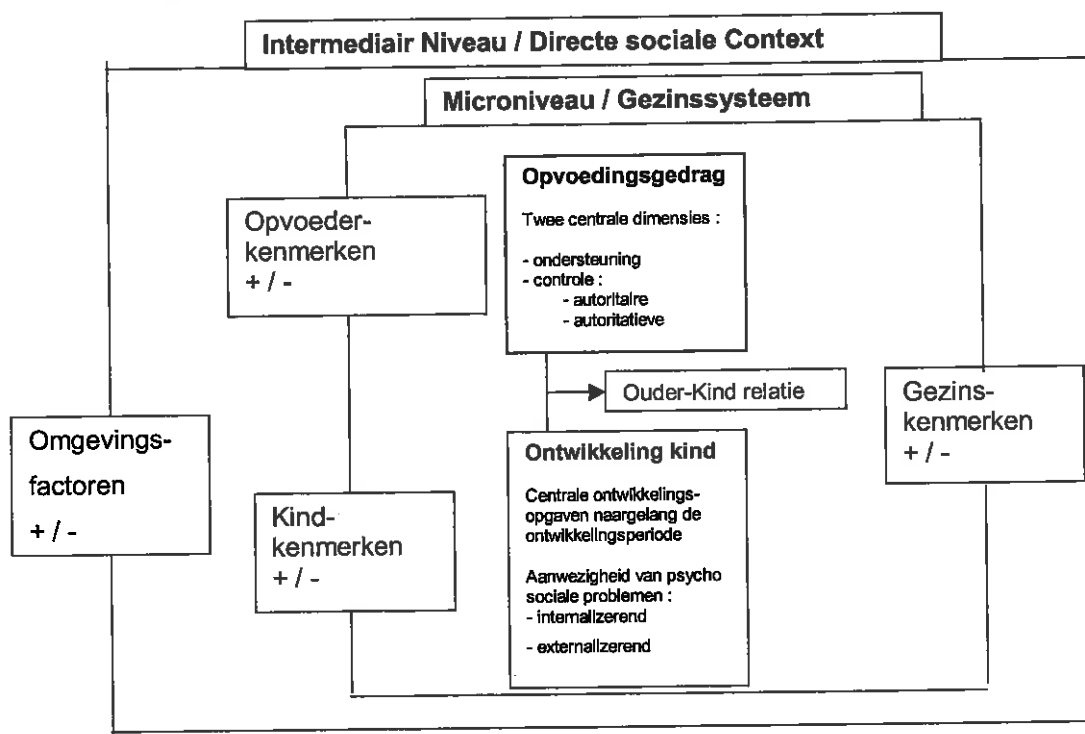 Intermediair Niveau / Directe sociale Context
Microniveau / Gezinssysteem
Opvoedingsgedrag
Twee centrale dimensies :
- ondersteuning
- controle :
- autoritaire
- autoritatieve
Opvoeder-
kenmerken
+ / -
Ouder-Kind relatie
Gezins-
kenmerken
+ / -
Omgevings-
factoren
+ / -
Kind-
kenmerken
+ / -
Ontwikkeling kind
Centrale ontwikkelings-
opgaven naargelang de
ontwikkelingsperiode
Aanwezigheid van psycho
sociale problemen :
- internalizerend
- externalizerend